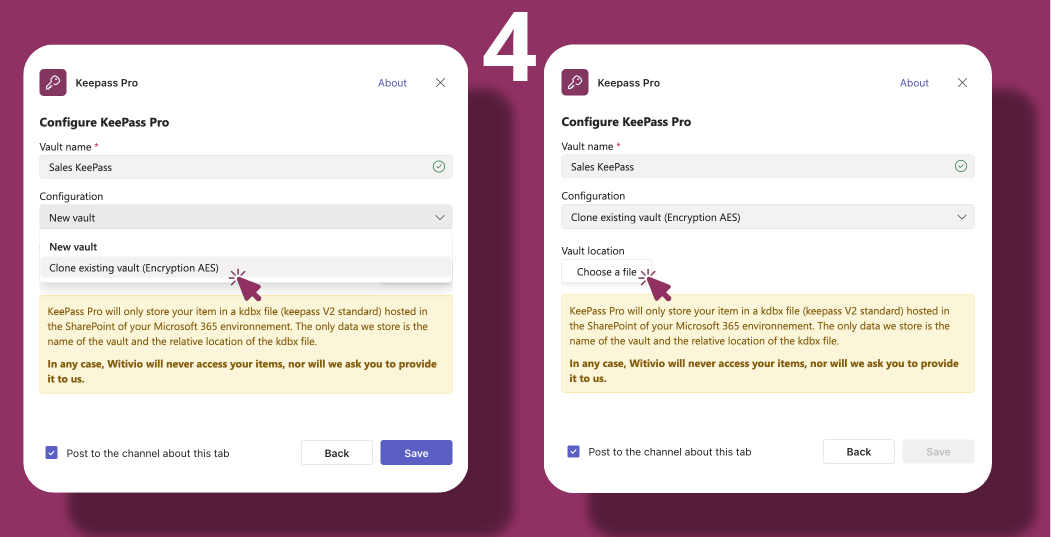 4
Keepass Pro
About
Configure KeePass Pro
Vault name *
Sales KeePass
Configuration
New vault
New vault
Clone existing vault (Encryption AES)
KeePass Pro will only store your item in a kdbx file (keepass V2 standard) hosted in
the SharePoint of your Microsoft 365 environnement. The only data we store is the
name of the vault and the relative location of the kdbx file.
In any case, Witivio will never access your items, nor will we ask you to provide
it to us.
Post to the channel about this tab
Back
Save
Keepass Pro
About
Configure KeePass Pro
Vault name *
Sales KeePass
Configuration
Clone existing vault (Encryption AES)
Vault location
Choose a file
KeePass Pro will only store your item in a kdbx file (keepass V2 standard) hosted in
the SharePoint of your Microsoft 365 environnement. The only data we store is the
name of the vault and the relative location of the kdbx file.
In any case, Witivio will never access your items, nor will we ask you to provide
it to us.
Post to the channel about this tab
Back
Save